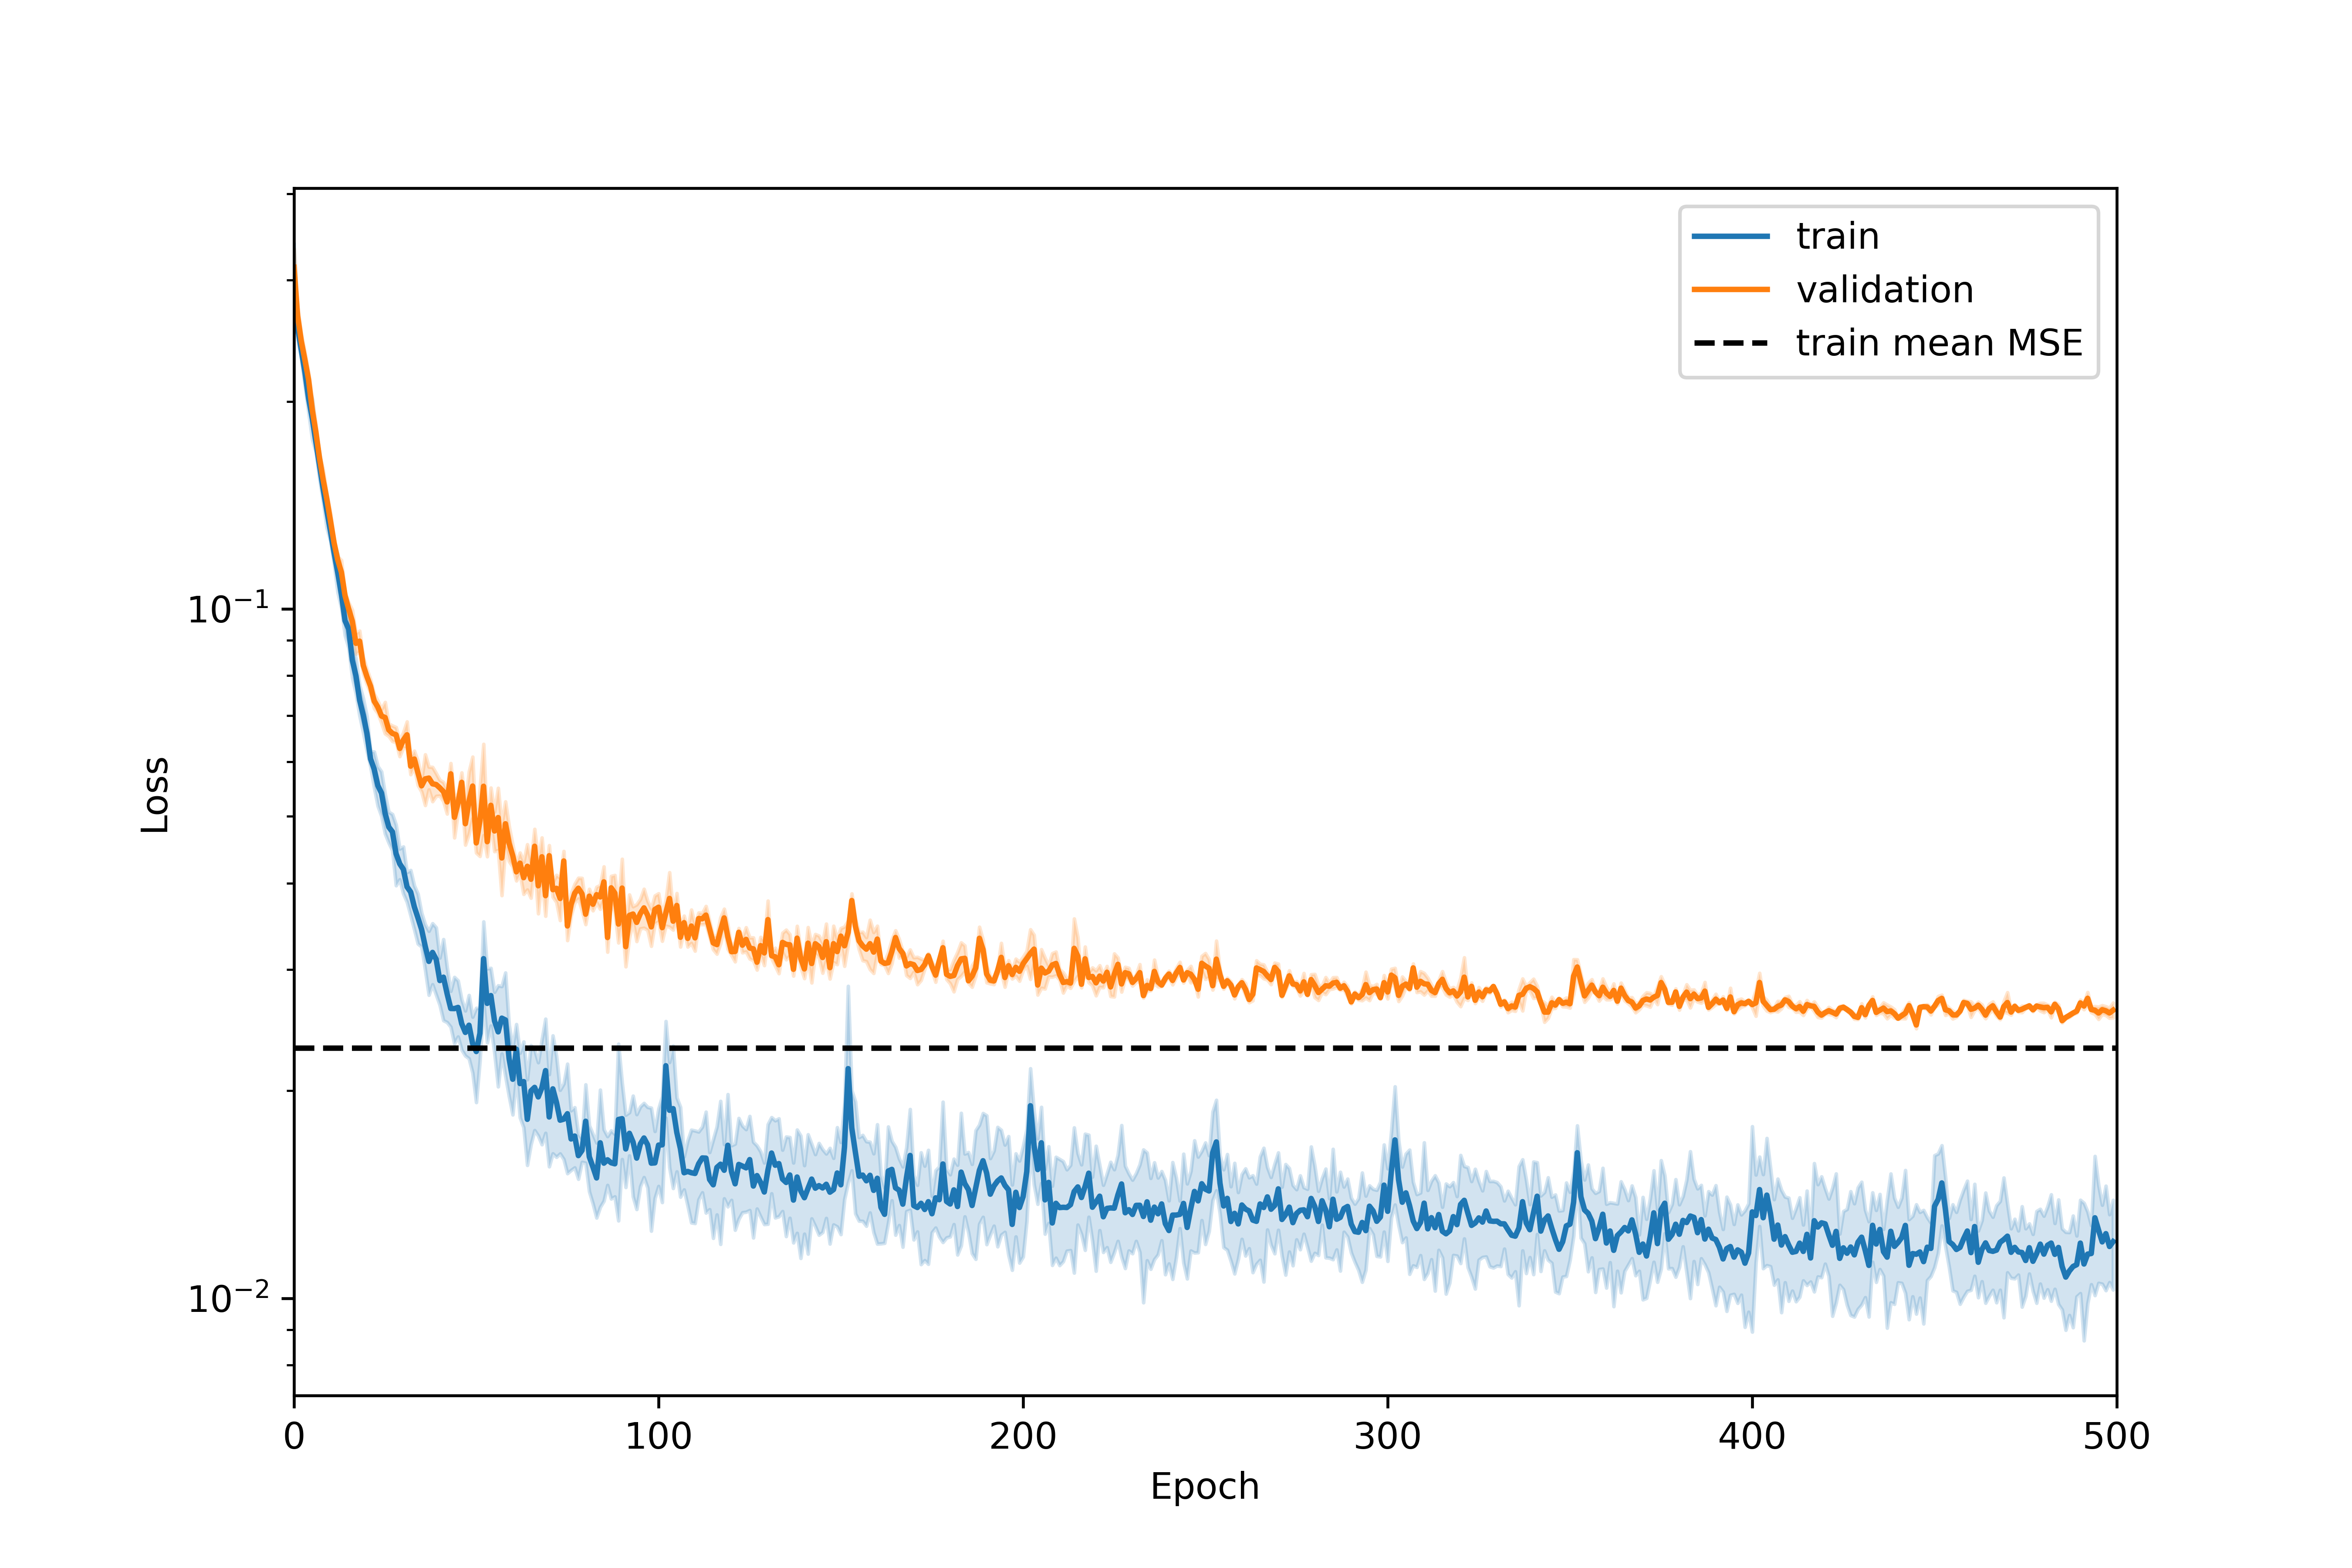 train
validation
train mean MSE
10⁻¹
10⁻²
Loss
0 100 200 300 400 500
Epoch